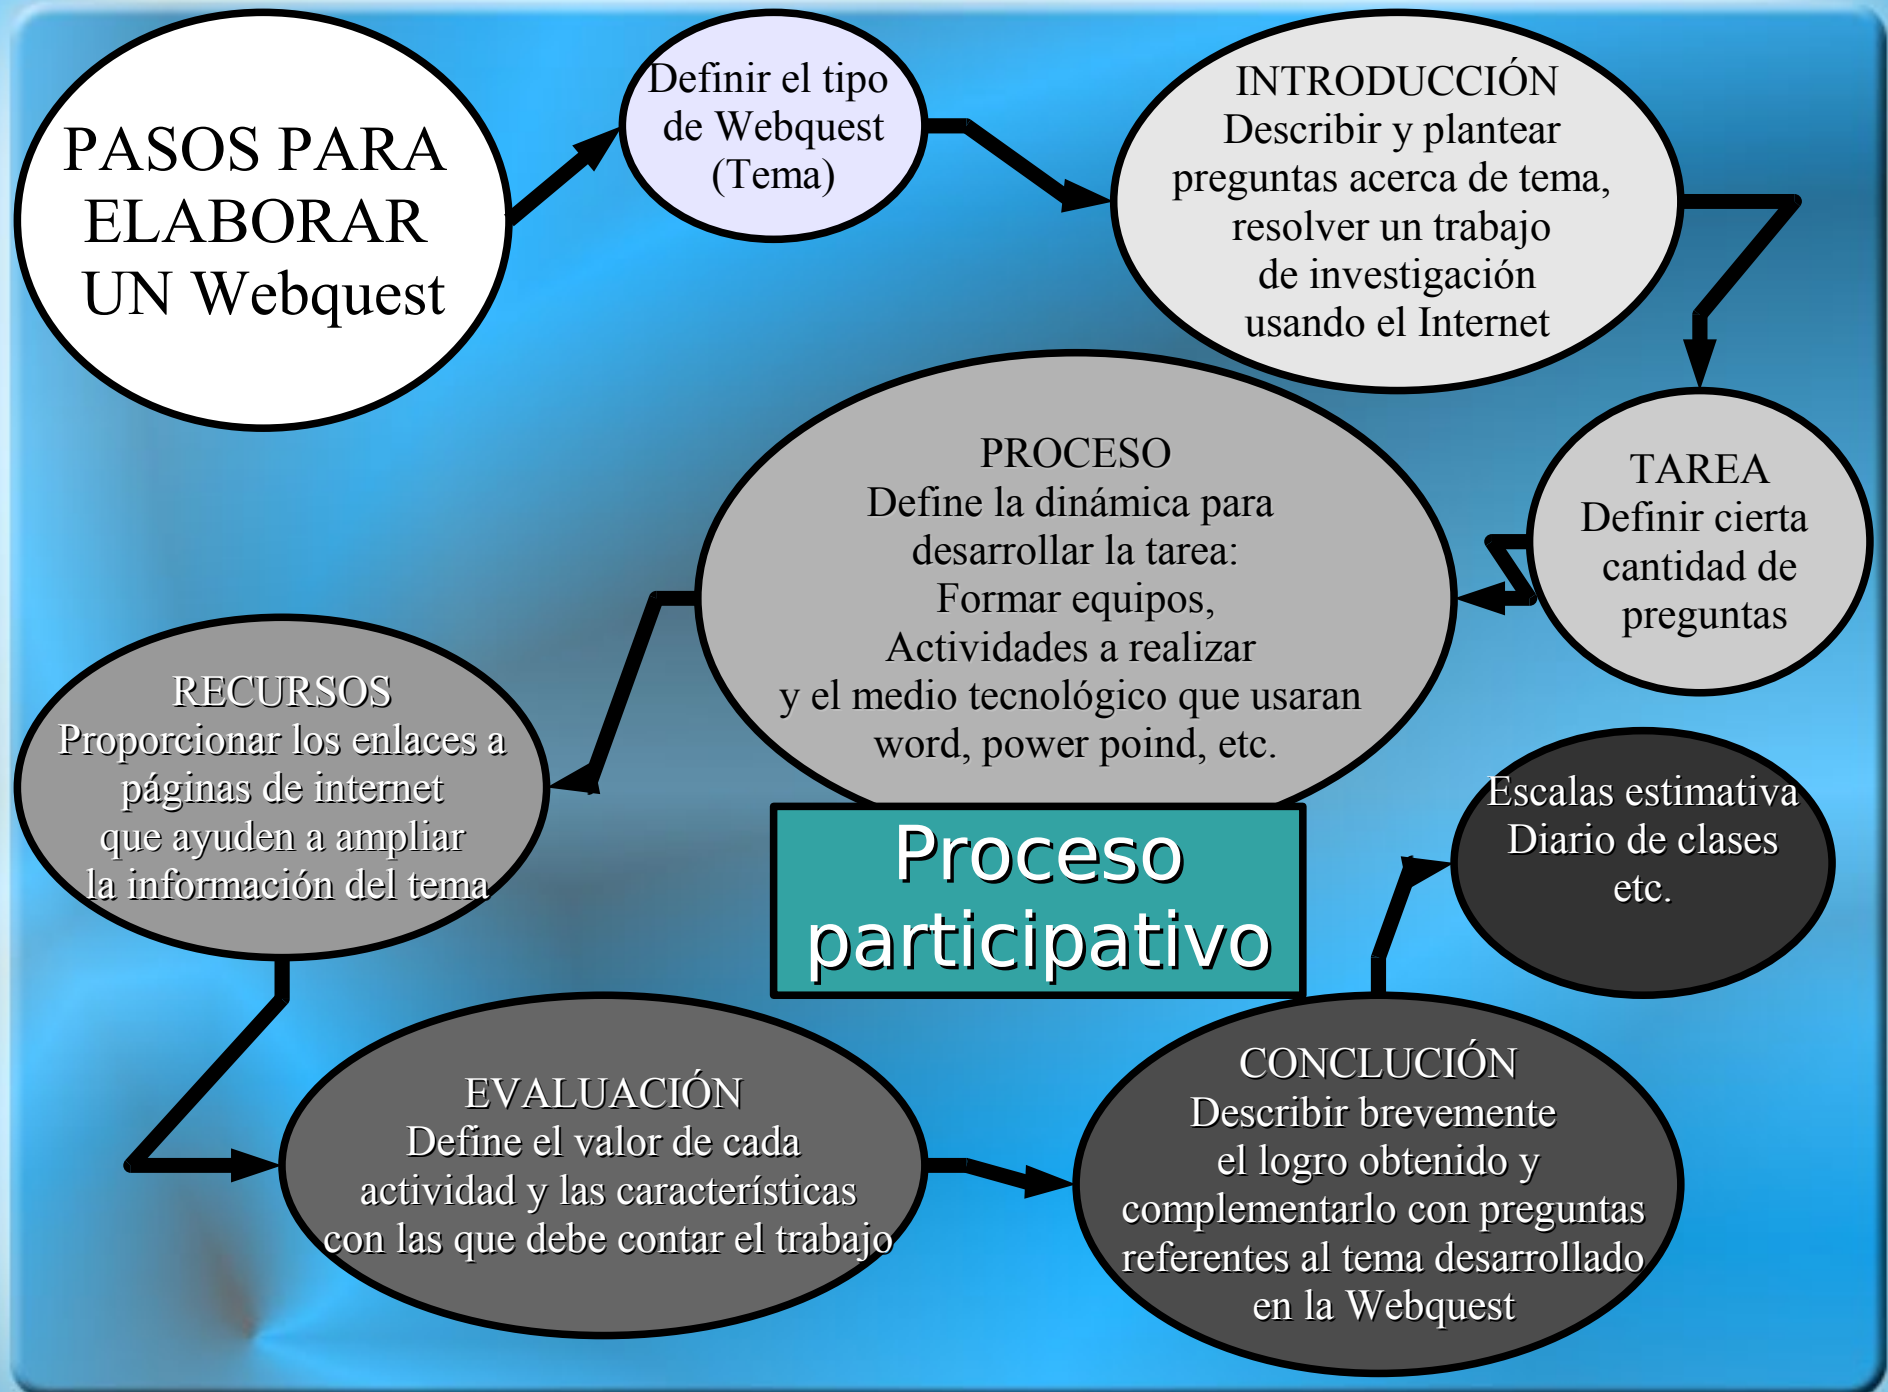 PASOS PARA
ELABORAR
UN Webquest
Definir el tipo
de Webquest
(Tema)
INTRODUCCIÓN
Describir y plantear
preguntas acerca de tema,
resolver un trabajo
de investigación
usando el Internet
TAREA
Definir cierta
cantidad de
preguntas
PROCESO
Define la dinámica para
desarrollar la tarea:
Formar equipos,
Actividades a realizar
y el medio tecnológico que usaran
word, power poind, etc.
Proceso
participativo
RECURSOS
Proporcionar los enlaces a
páginas de internet
que ayuden a ampliar
la información del tema
EVALUACIÓN
Define el valor de cada
actividad y las características
con las que debe contar el trabajo
CONCLUCIÓN
Describir brevemente
el logro obtenido y
complementarlo con preguntas
referentes al tema desarrollado
en la Webquest
Escalas estimativa
Diario de clases
etc.